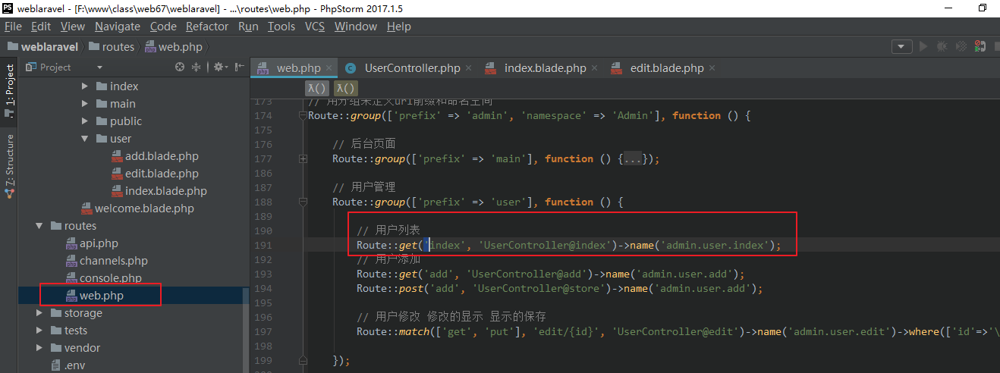 weblaravel - [F:\www\class\web67\weblaravel] - ...\routes\web.php - PhpStorm 2017.1.5
File Edit View Navigate Code Refactor Run Tools VCS Window Help
weblaravel routes web.php
1: Project
7: Structure
Project
index
main
public
user
add.blade.php
edit.blade.php
index.blade.php
welcome.blade.php
routes
api.php
channels.php
console.php
web.php
storage
tests
vendor
.env
web.php UserController.php index.blade.php edit.blade.php
λ() λ()
173 // 用分组来定义url前缀和命名空间
174 Route::group(['prefix' => 'admin', 'namespace' => 'Admin'], function () {
175
176 // 后台页面
177 Route::group(['prefix' => 'main'], function () {...});
186
187 // 用户管理
188 Route::group(['prefix' => 'user'], function () {
189
190 // 用户列表
191 Route::get('index', 'UserController@index')->name('admin.user.index');
192 // 用户添加
193 Route::get('add', 'UserController@add')->name('admin.user.add');
194 Route::post('add', 'UserController@store')->name('admin.user.add');
195
196 // 用户修改 修改的显示 显示的保存
197 Route::match(['get', 'put'], 'edit/{id}', 'UserController@edit')->name('admin.user.edit')->where(['id'=>'\
198
199 });